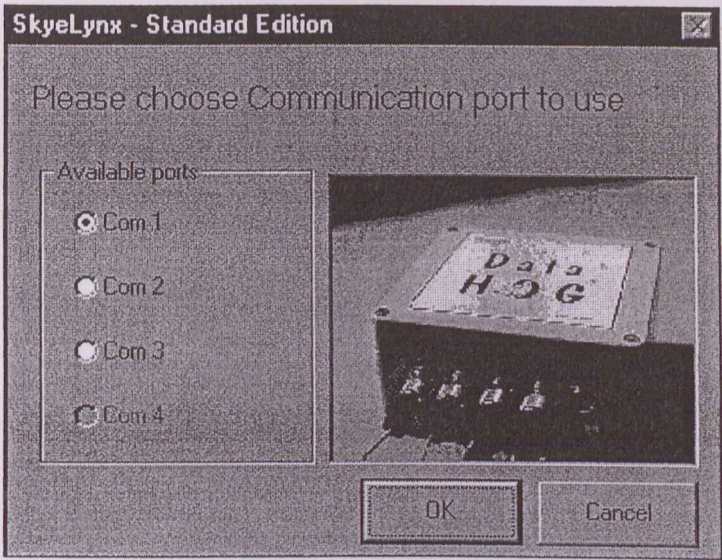 SkyeLynx - Standard Edition
Please choose Communication port to use
Available ports
Com 1
Com 2
Com 3
Com 4
Data
HOG
OK
Cancel